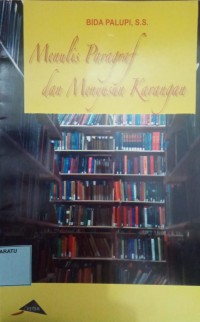 BIDA PALUPI, S.S.
Menulis Paragraf
dan Menyusun Karangan